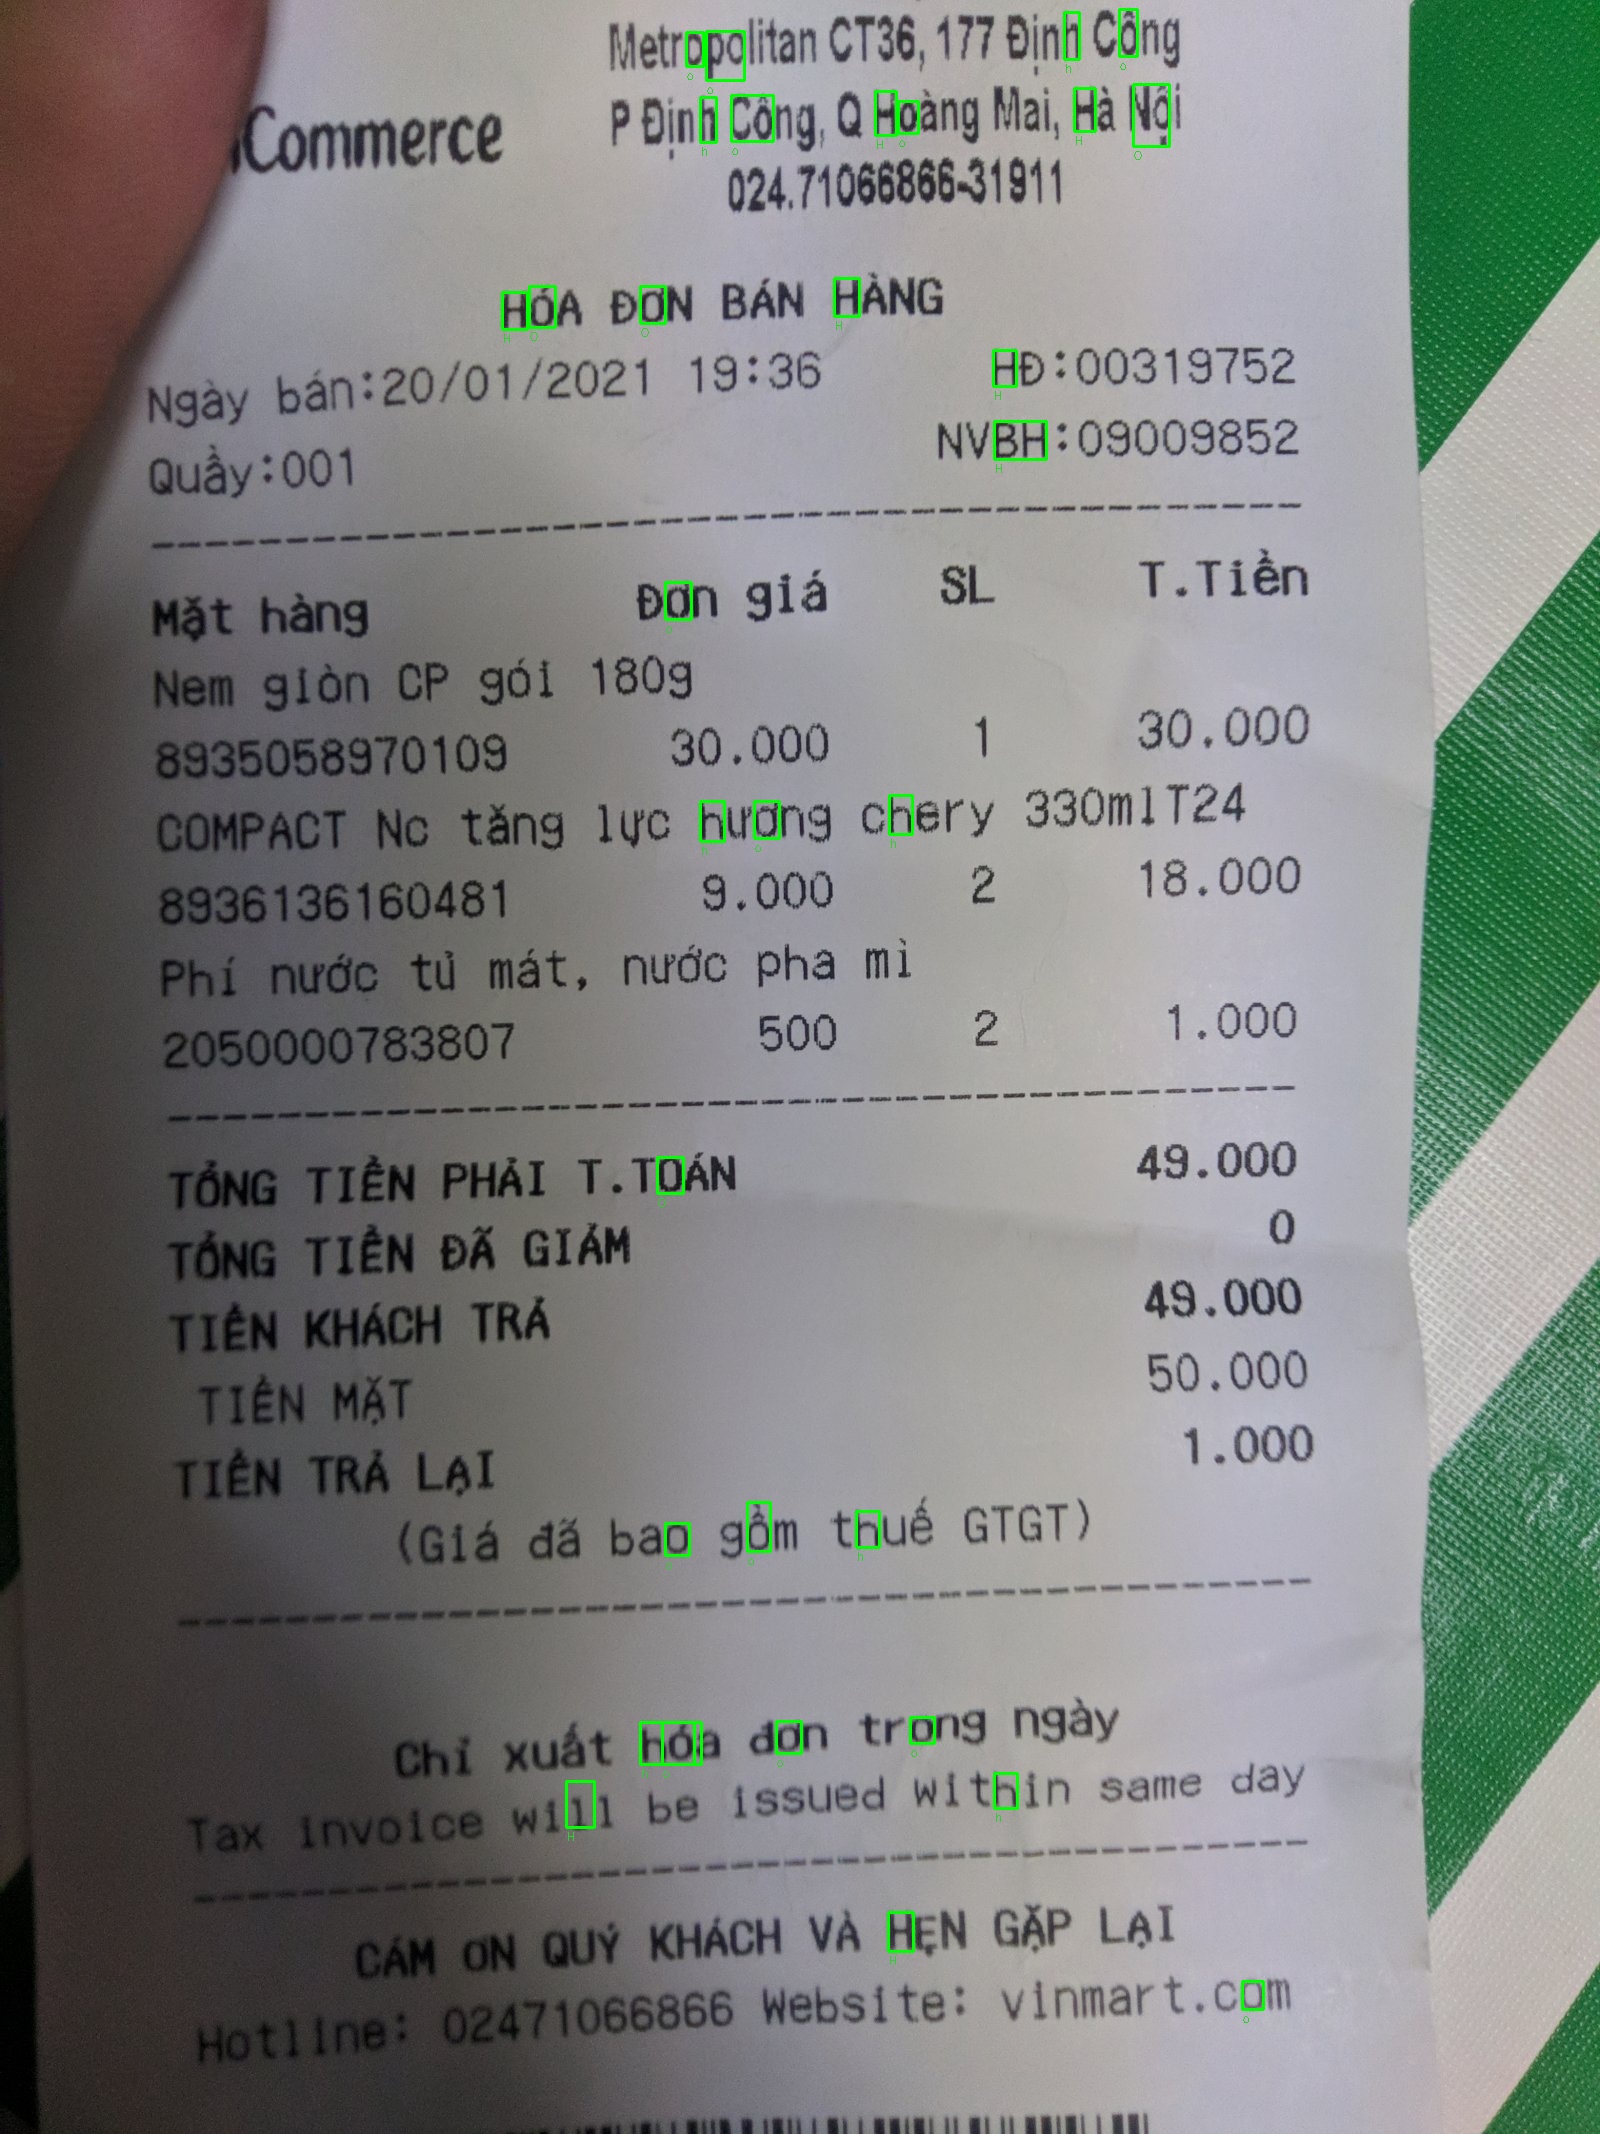 Metropolitan CT36, 177 Định Công
P Định Công, Q Hoàng Mai, Hà Nội
Commerce
024.71066866-31911
HÓA ĐƠN BÁN HÀNG
Ngày bán:20/01/2021 19:36 HĐ:00319752
Quầy:001 NVBH:09009852
Mặt hàng Đơn giá SL T.Tiền
Nem giòn CP gói 180g
8935058970109 30.000 1 30.000
COMPACT Nc tăng lực hương chery 330mlT24
8936136160481 9.000 2 18.000
Phí nước tủ mát, nước pha mì
2050000783807 500 2 1.000
TỔNG TIỀN PHẢI T.TOÁN 49.000
TỔNG TIỀN ĐÃ GIẢM 0
TIỀN KHÁCH TRẢ 49.000
TIỀN MẶT 50.000
TIỀN TRẢ LẠI 1.000
(Giá đã bao gồm thuế GTGT)
Chỉ xuất hóa đơn trong ngày
Tax invoice will be issued within same day
CẢM ƠN QUÝ KHÁCH VÀ HẸN GẶP LẠI
Hotline: 02471066866 Website: vinmart.com